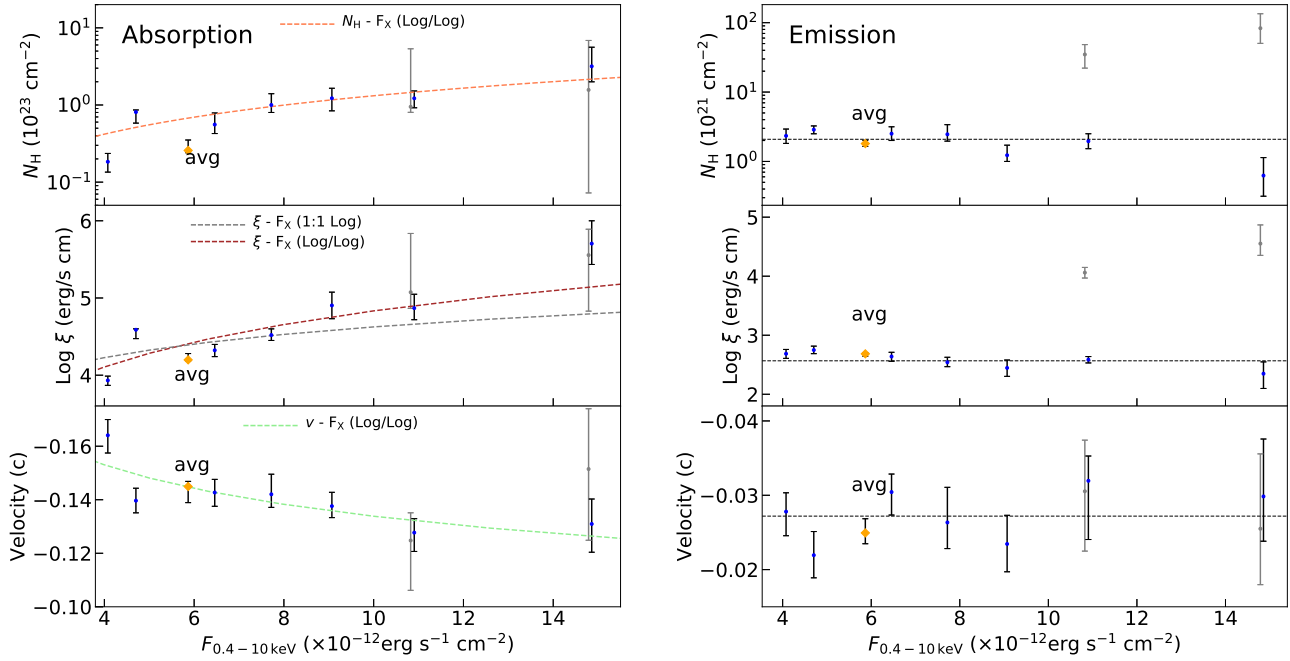 Absorption
N_H - F_X (Log/Log)
10^1
10^0
10^−1
N_H (10^23 cm^−2)
avg
ξ - F_X (1:1 Log)
ξ - F_X (Log/Log)
6
5
4
Log ξ (erg/s cm)
avg
v - F_X (Log/Log)
−0.16
−0.14
−0.12
−0.10
Velocity (c)
avg
4 6 8 10 12 14
F_0.4−10 keV (×10^−12 erg s^−1 cm^−2)
Emission
10^2
10^1
10^0
N_H (10^21 cm^−2)
avg
5
4
3
2
Log ξ (erg/s cm)
avg
−0.04
−0.03
−0.02
Velocity (c)
avg
4 6 8 10 12 14
F_0.4−10 keV (×10^−12 erg s^−1 cm^−2)